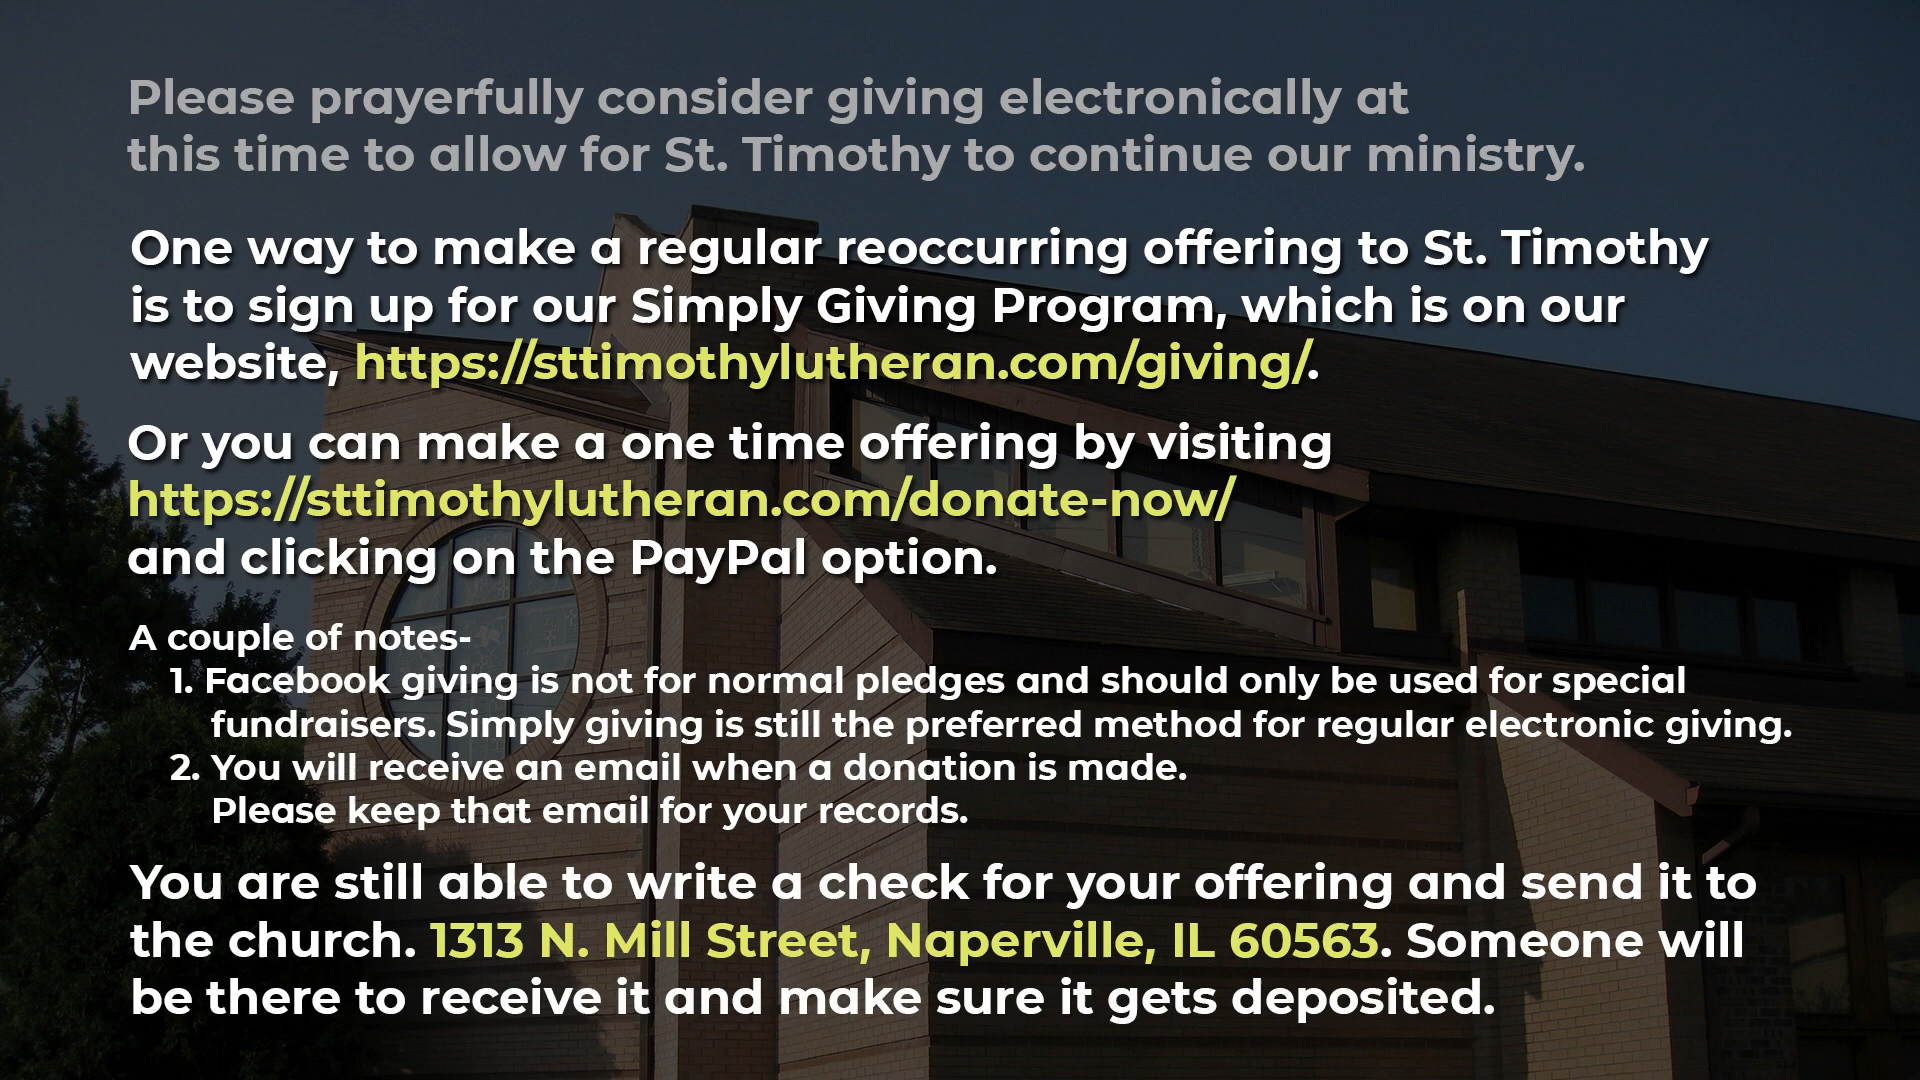 Please prayerfully consider giving electronically at
this time to allow for St. Timothy to continue our ministry.
One way to make a regular reoccurring offering to St. Timothy
is to sign up for our Simply Giving Program, which is on our
website, https://sttimothylutheran.com/giving/.
Or you can make a one time offering by visiting
https://sttimothylutheran.com/donate-now/
and clicking on the PayPal option.
A couple of notes-
1. Facebook giving is not for normal pledges and should only be used for special
fundraisers. Simply giving is still the preferred method for regular electronic giving.
2. You will receive an email when a donation is made.
Please keep that email for your records.
You are still able to write a check for your offering and send it to
the church. 1313 N. Mill Street, Naperville, IL 60563. Someone will
be there to receive it and make sure it gets deposited.